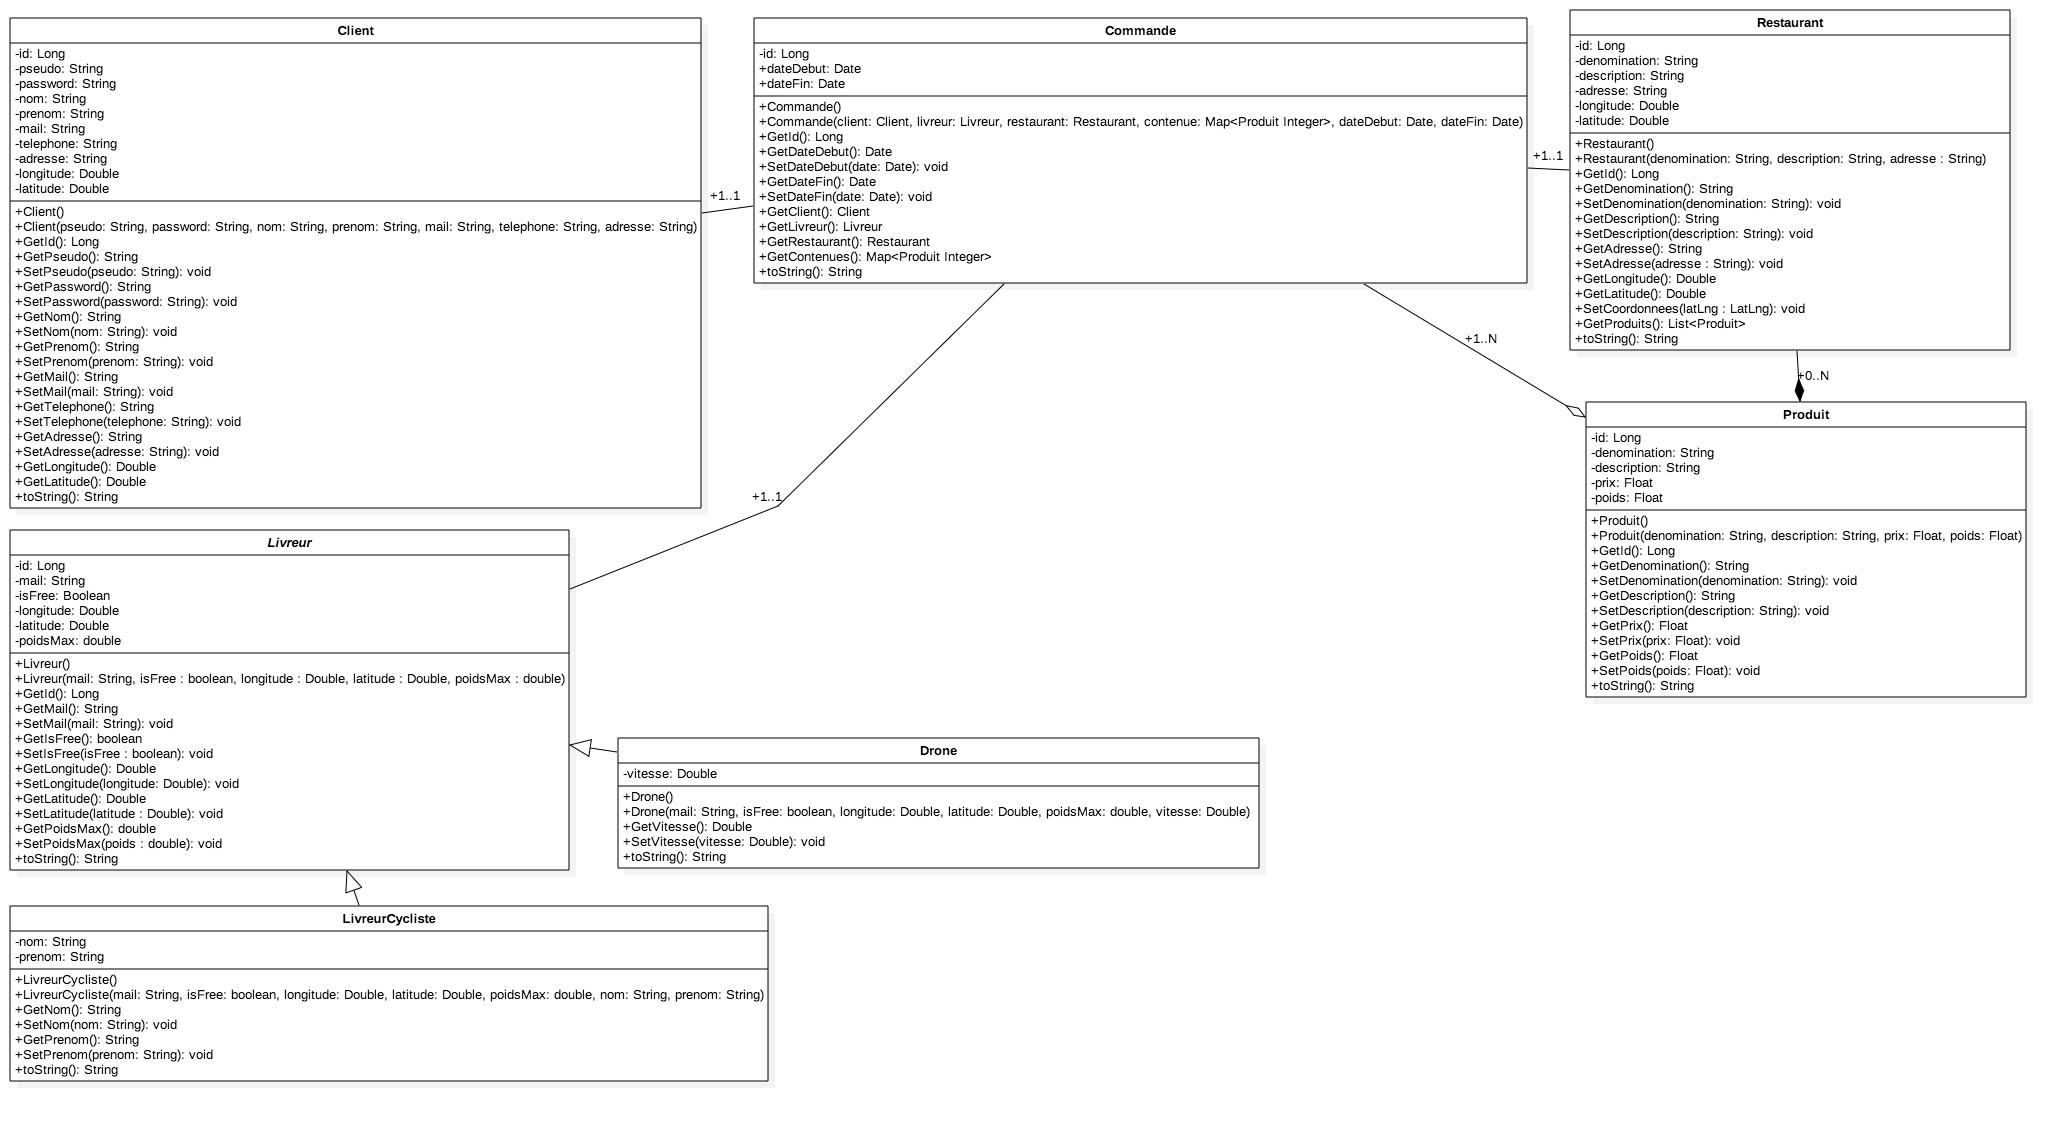 Client
-id: Long
-pseudo: String
-password: String
-nom: String
-prenom: String
-mail: String
-telephone: String
-adresse: String
-longitude: Double
-latitude: Double
+Client()
+Client(pseudo: String, password: String, nom: String, prenom: String, mail: String, telephone: String, adresse: String)
+GetId(): Long
+GetPseudo(): String
+SetPseudo(pseudo: String): void
+GetPassword(): String
+SetPassword(password: String): void
+GetNom(): String
+SetNom(nom: String): void
+GetPrenom(): String
+SetPrenom(prenom: String): void
+GetMail(): String
+SetMail(mail: String): void
+GetTelephone(): String
+SetTelephone(telephone: String): void
+GetAdresse(): String
+SetAdresse(adresse: String): void
+GetLongitude(): Double
+GetLatitude(): Double
+toString(): String
+1..1
Commande
-id: Long
+dateDebut: Date
+dateFin: Date
+Commande()
+Commande(client: Client, livreur: Livreur, restaurant: Restaurant, contenue: Map<Produit Integer>, dateDebut: Date, dateFin: Date)
+GetId(): Long
+GetDateDebut(): Date
+SetDateDebut(date: Date): void
+GetDateFin(): Date
+SetDateFin(date: Date): void
+GetClient(): Client
+GetLivreur(): Livreur
+GetRestaurant(): Restaurant
+GetContenues(): Map<Produit Integer>
+toString(): String
+1..1
Restaurant
-id: Long
-denomination: String
-description: String
-adresse: String
-longitude: Double
-latitude: Double
+Restaurant()
+Restaurant(denomination: String, description: String, adresse : String)
+GetId(): Long
+GetDenomination(): String
+SetDenomination(denomination: String): void
+GetDescription(): String
+SetDescription(description: String): void
+GetAdresse(): String
+SetAdresse(adresse : String): void
+GetLongitude(): Double
+GetLatitude(): Double
+SetCoordonnees(latLng : LatLng): void
+GetProduits(): List<Produit>
+toString(): String
+1..N
+0..N
+1..1
Produit
-id: Long
-denomination: String
-description: String
-prix: Float
-poids: Float
+Produit()
+Produit(denomination: String, description: String, prix: Float, poids: Float)
+GetId(): Long
+GetDenomination(): String
+SetDenomination(denomination: String): void
+GetDescription(): String
+SetDescription(description: String): void
+GetPrix(): Float
+SetPrix(prix: Float): void
+GetPoids(): Float
+SetPoids(poids: Float): void
+toString(): String
Livreur
-id: Long
-mail: String
-isFree: Boolean
-longitude: Double
-latitude: Double
-poidsMax: double
+Livreur()
+Livreur(mail: String, isFree : boolean, longitude : Double, latitude : Double, poidsMax : double)
+GetId(): Long
+GetMail(): String
+SetMail(mail: String): void
+GetIsFree(): boolean
+SetIsFree(isFree : boolean): void
+GetLongitude(): Double
+SetLongitude(longitude: Double): void
+GetLatitude(): Double
+SetLatitude(latitude : Double): void
+GetPoidsMax(): double
+SetPoidsMax(poids : double): void
+toString(): String
Drone
-vitesse: Double
+Drone()
+Drone(mail: String, isFree: boolean, longitude: Double, latitude: Double, poidsMax: double, vitesse: Double)
+GetVitesse(): Double
+SetVitesse(vitesse: Double): void
+toString(): String
LivreurCycliste
-nom: String
-prenom: String
+LivreurCycliste()
+LivreurCycliste(mail: String, isFree: boolean, longitude: Double, latitude: Double, poidsMax: double, nom: String, prenom: String)
+GetNom(): String
+SetNom(nom: String): void
+GetPrenom(): String
+SetPrenom(prenom: String): void
+toString(): String